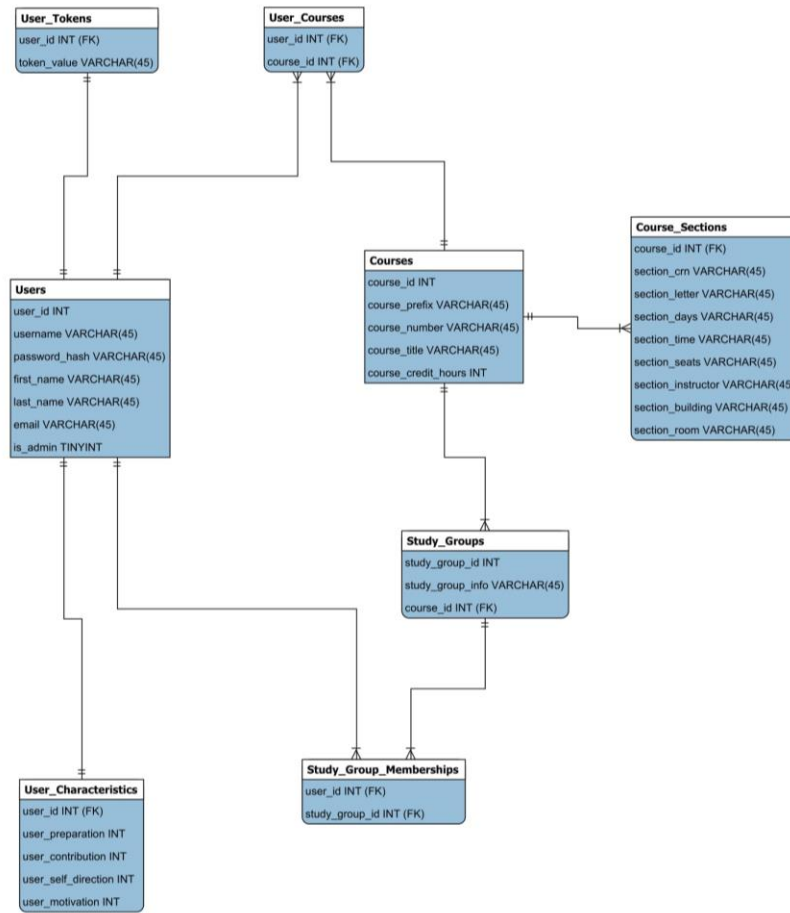 User_Tokens
user_id INT (FK)
token_value VARCHAR(45)
User_Courses
user_id INT (FK)
course_id INT (FK)
Course_Sections
course_id INT (FK)
section_crn VARCHAR(45)
section_letter VARCHAR(45)
section_days VARCHAR(45)
section_time VARCHAR(45)
section_seats VARCHAR(45)
section_instructor VARCHAR(45
section_building VARCHAR(45)
section_room VARCHAR(45)
Courses
course_id INT
course_prefix VARCHAR(45)
course_number VARCHAR(45)
course_title VARCHAR(45)
course_credit_hours INT
Users
user_id INT
username VARCHAR(45)
password_hash VARCHAR(45)
first_name VARCHAR(45)
last_name VARCHAR(45)
email VARCHAR(45)
is_admin TINYINT
Study_Groups
study_group_id INT
study_group_info VARCHAR(45)
course_id INT (FK)
Study_Group_Memberships
user_id INT (FK)
study_group_id INT (FK)
User_Characteristics
user_id INT (FK)
user_preparation INT
user_contribution INT
user_self_direction INT
user_motivation INT